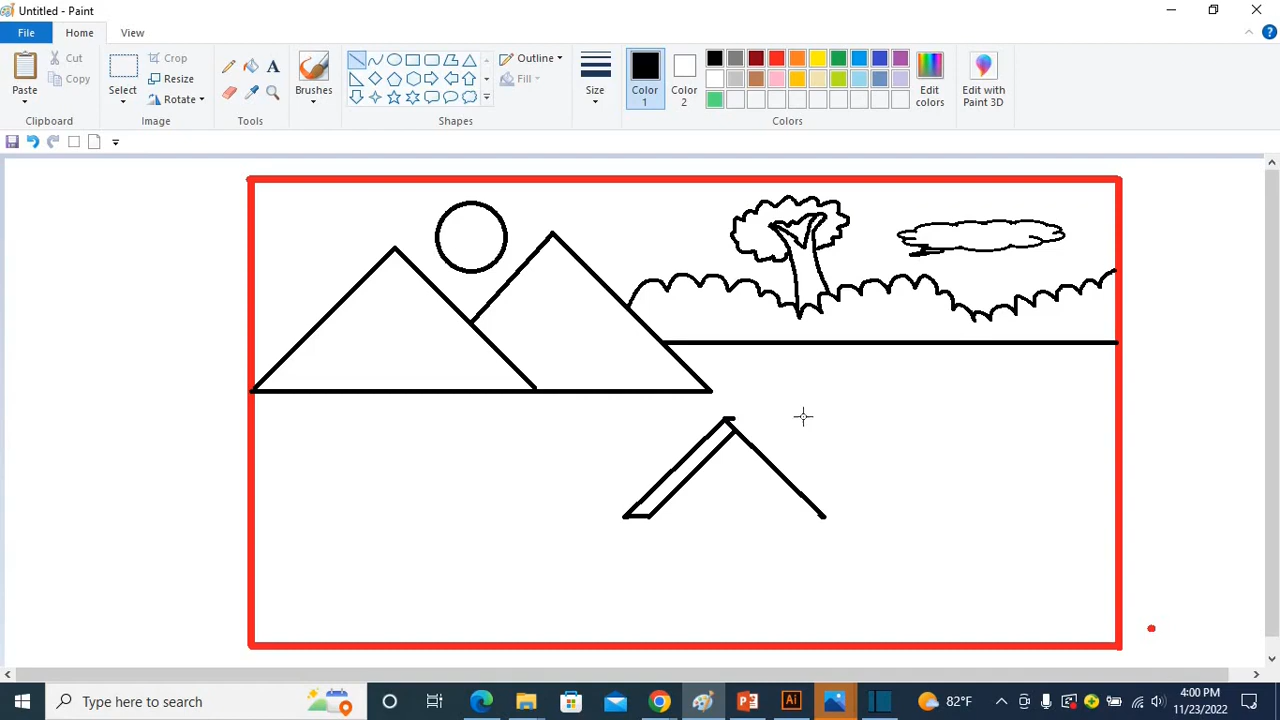 Untitled - Paint
File
Home
View
Paste
Cut
Copy
Clipboard
Select
Crop
Resize
Rotate
Image
A
Tools
Brushes
Outline
Fill
Shapes
Size
Color 1
Color 2
Edit colors
Colors
Edit with Paint 3D
Type here to search
Ai
82°F
4:00 PM
11/23/2022